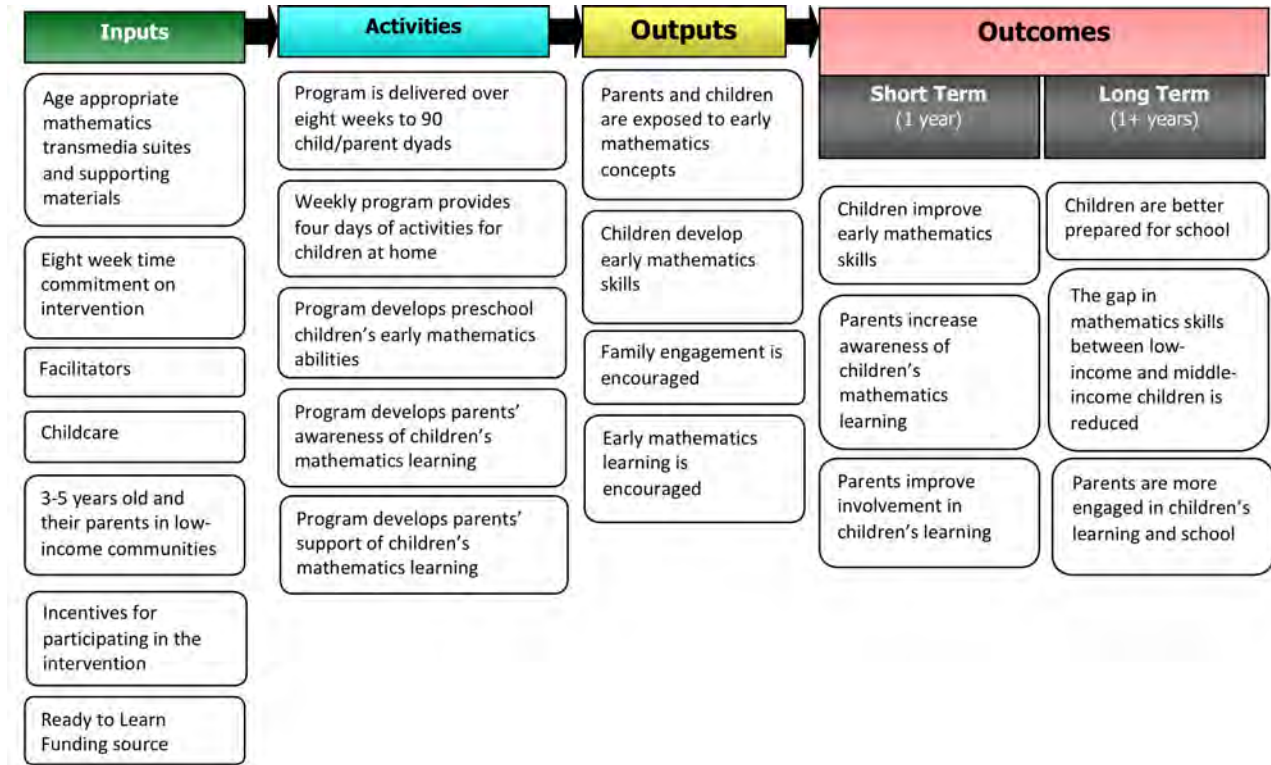 Inputs
Age appropriate
mathematics
transmedia suites
and supporting
materials
Eight week time
commitment on
intervention
Facilitators
Childcare
3-5 years old and
their parents in low-
income communities
Incentives for
participating in the
intervention
Ready to Learn
Funding source
Activities
Program is delivered over
eight weeks to 90
child/parent dyads
Weekly program provides
four days of activities for
children at home
Program develops preschool
children's early mathematics
abilities
Program develops parents'
awareness of children's
mathematics learning
Program develops parents'
support of children's
mathematics learning
Outputs
Parents and children
are exposed to early
mathematics
concepts
Children develop
early mathematics
skills
Family engagement is
encouraged
Early mathematics
learning is
encouraged
Outcomes
Short Term
(1 year)
Children improve
early mathematics
skills
Parents increase
awareness of
children's
mathematics
learning
Parents improve
involvement in
children's learning
Long Term
(1+ years)
Children are better
prepared for school
The gap in
mathematics skills
between low-
income and middle-
income children is
reduced
Parents are more
engaged in children's
learning and school